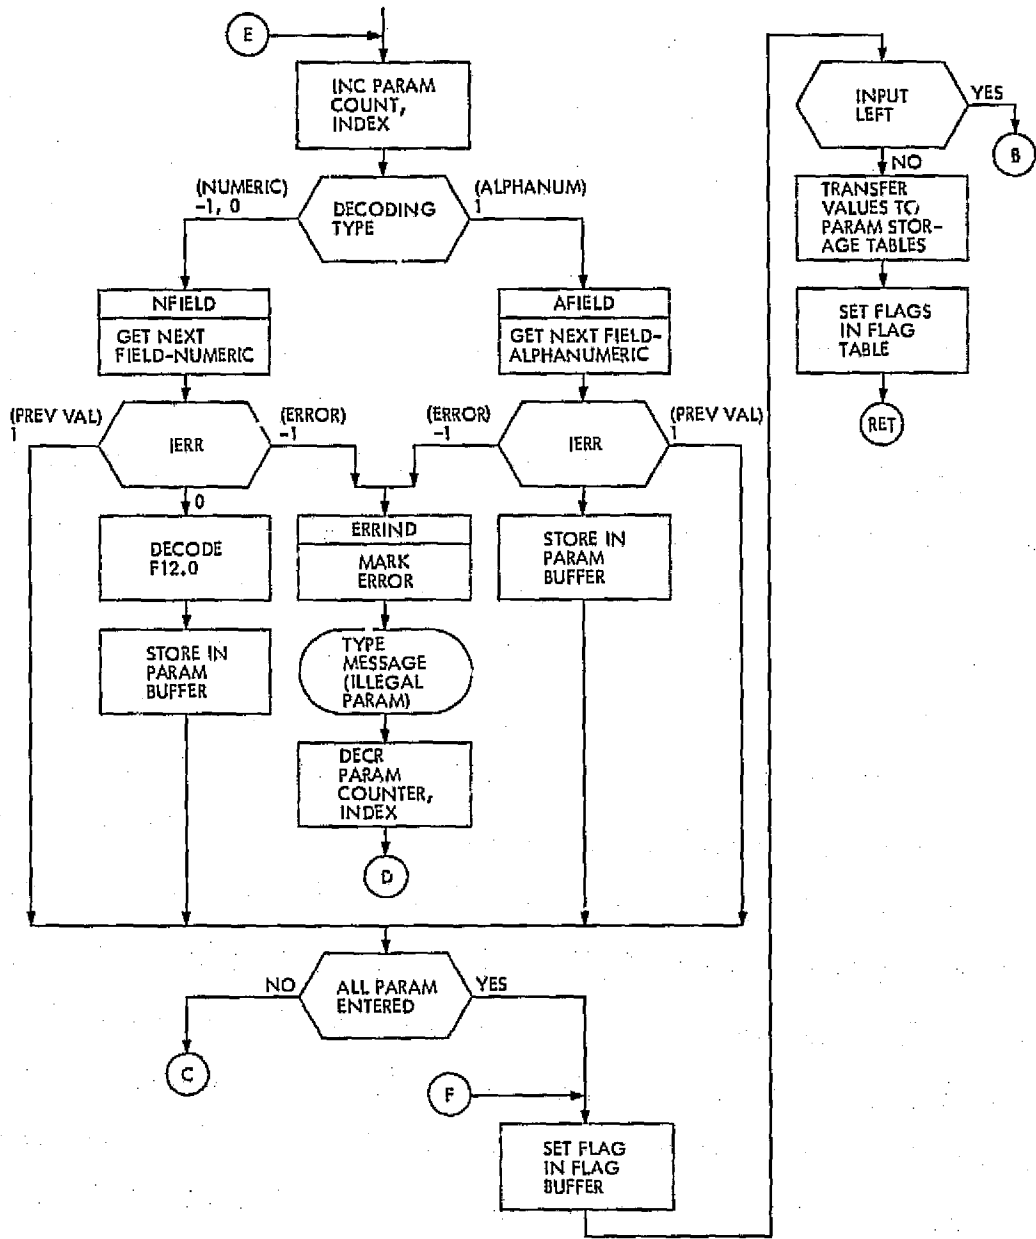 E
INC PARAM
COUNT,
INDEX
(NUMERIC)
-1, 0
DECODING
TYPE
(ALPHANUM)
1
NFIELD
GET NEXT
FIELD-NUMERIC
AFIELD
GET NEXT FIELD-
ALPHANUMERIC
(PREV VAL)
1
IERR
(ERROR)
-1
(ERROR)
-1
IERR
(PREV VAL)
1
0
DECODE
F12.0
ERRIND
MARK
ERROR
STORE IN
PARAM
BUFFER
STORE IN
PARAM
BUFFER
TYPE
MESSAGE
(ILLEGAL
PARAM)
DECR
PARAM
COUNTER,
INDEX
D
NO
ALL PARAM
ENTERED
YES
C
F
SET FLAG
IN FLAG
BUFFER
INPUT
LEFT
YES
B
NO
TRANSFER
VALUES TO
PARAM STOR-
AGE TABLES
SET FLAGS
IN FLAG
TABLE
RET